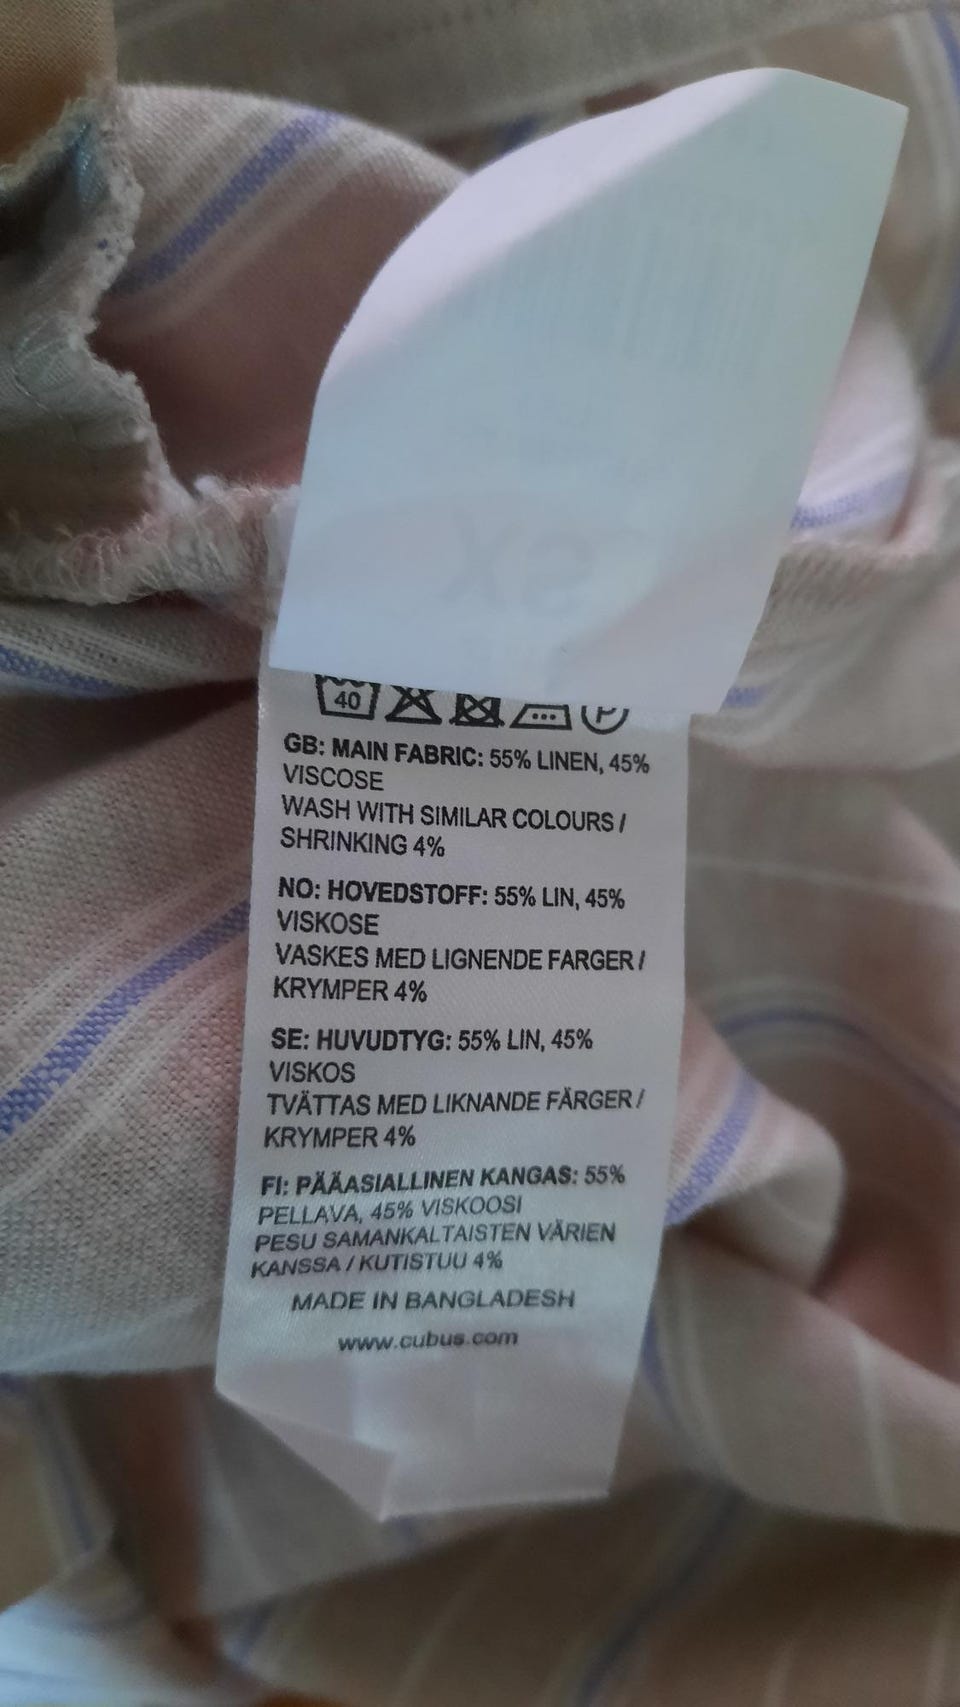 XS
40
P
GB: MAIN FABRIC: 55% LINEN, 45%
VISCOSE
WASH WITH SIMILAR COLOURS /
SHRINKING 4%
NO: HOVEDSTOFF: 55% LIN, 45%
VISKOSE
VASKES MED LIGNENDE FARGER /
KRYMPER 4%
SE: HUVUDTYG: 55% LIN, 45%
VISKOS
TVÄTTAS MED LIKNANDE FÄRGER /
KRYMPER 4%
FI: PÄÄASIALLINEN KANGAS: 55%
PELLAVA, 45% VISKOOSI
PESU SAMANKALTAISTEN VÄRIEN
KANSSA / KUTISTUU 4%
MADE IN BANGLADESH
www.cubus.com